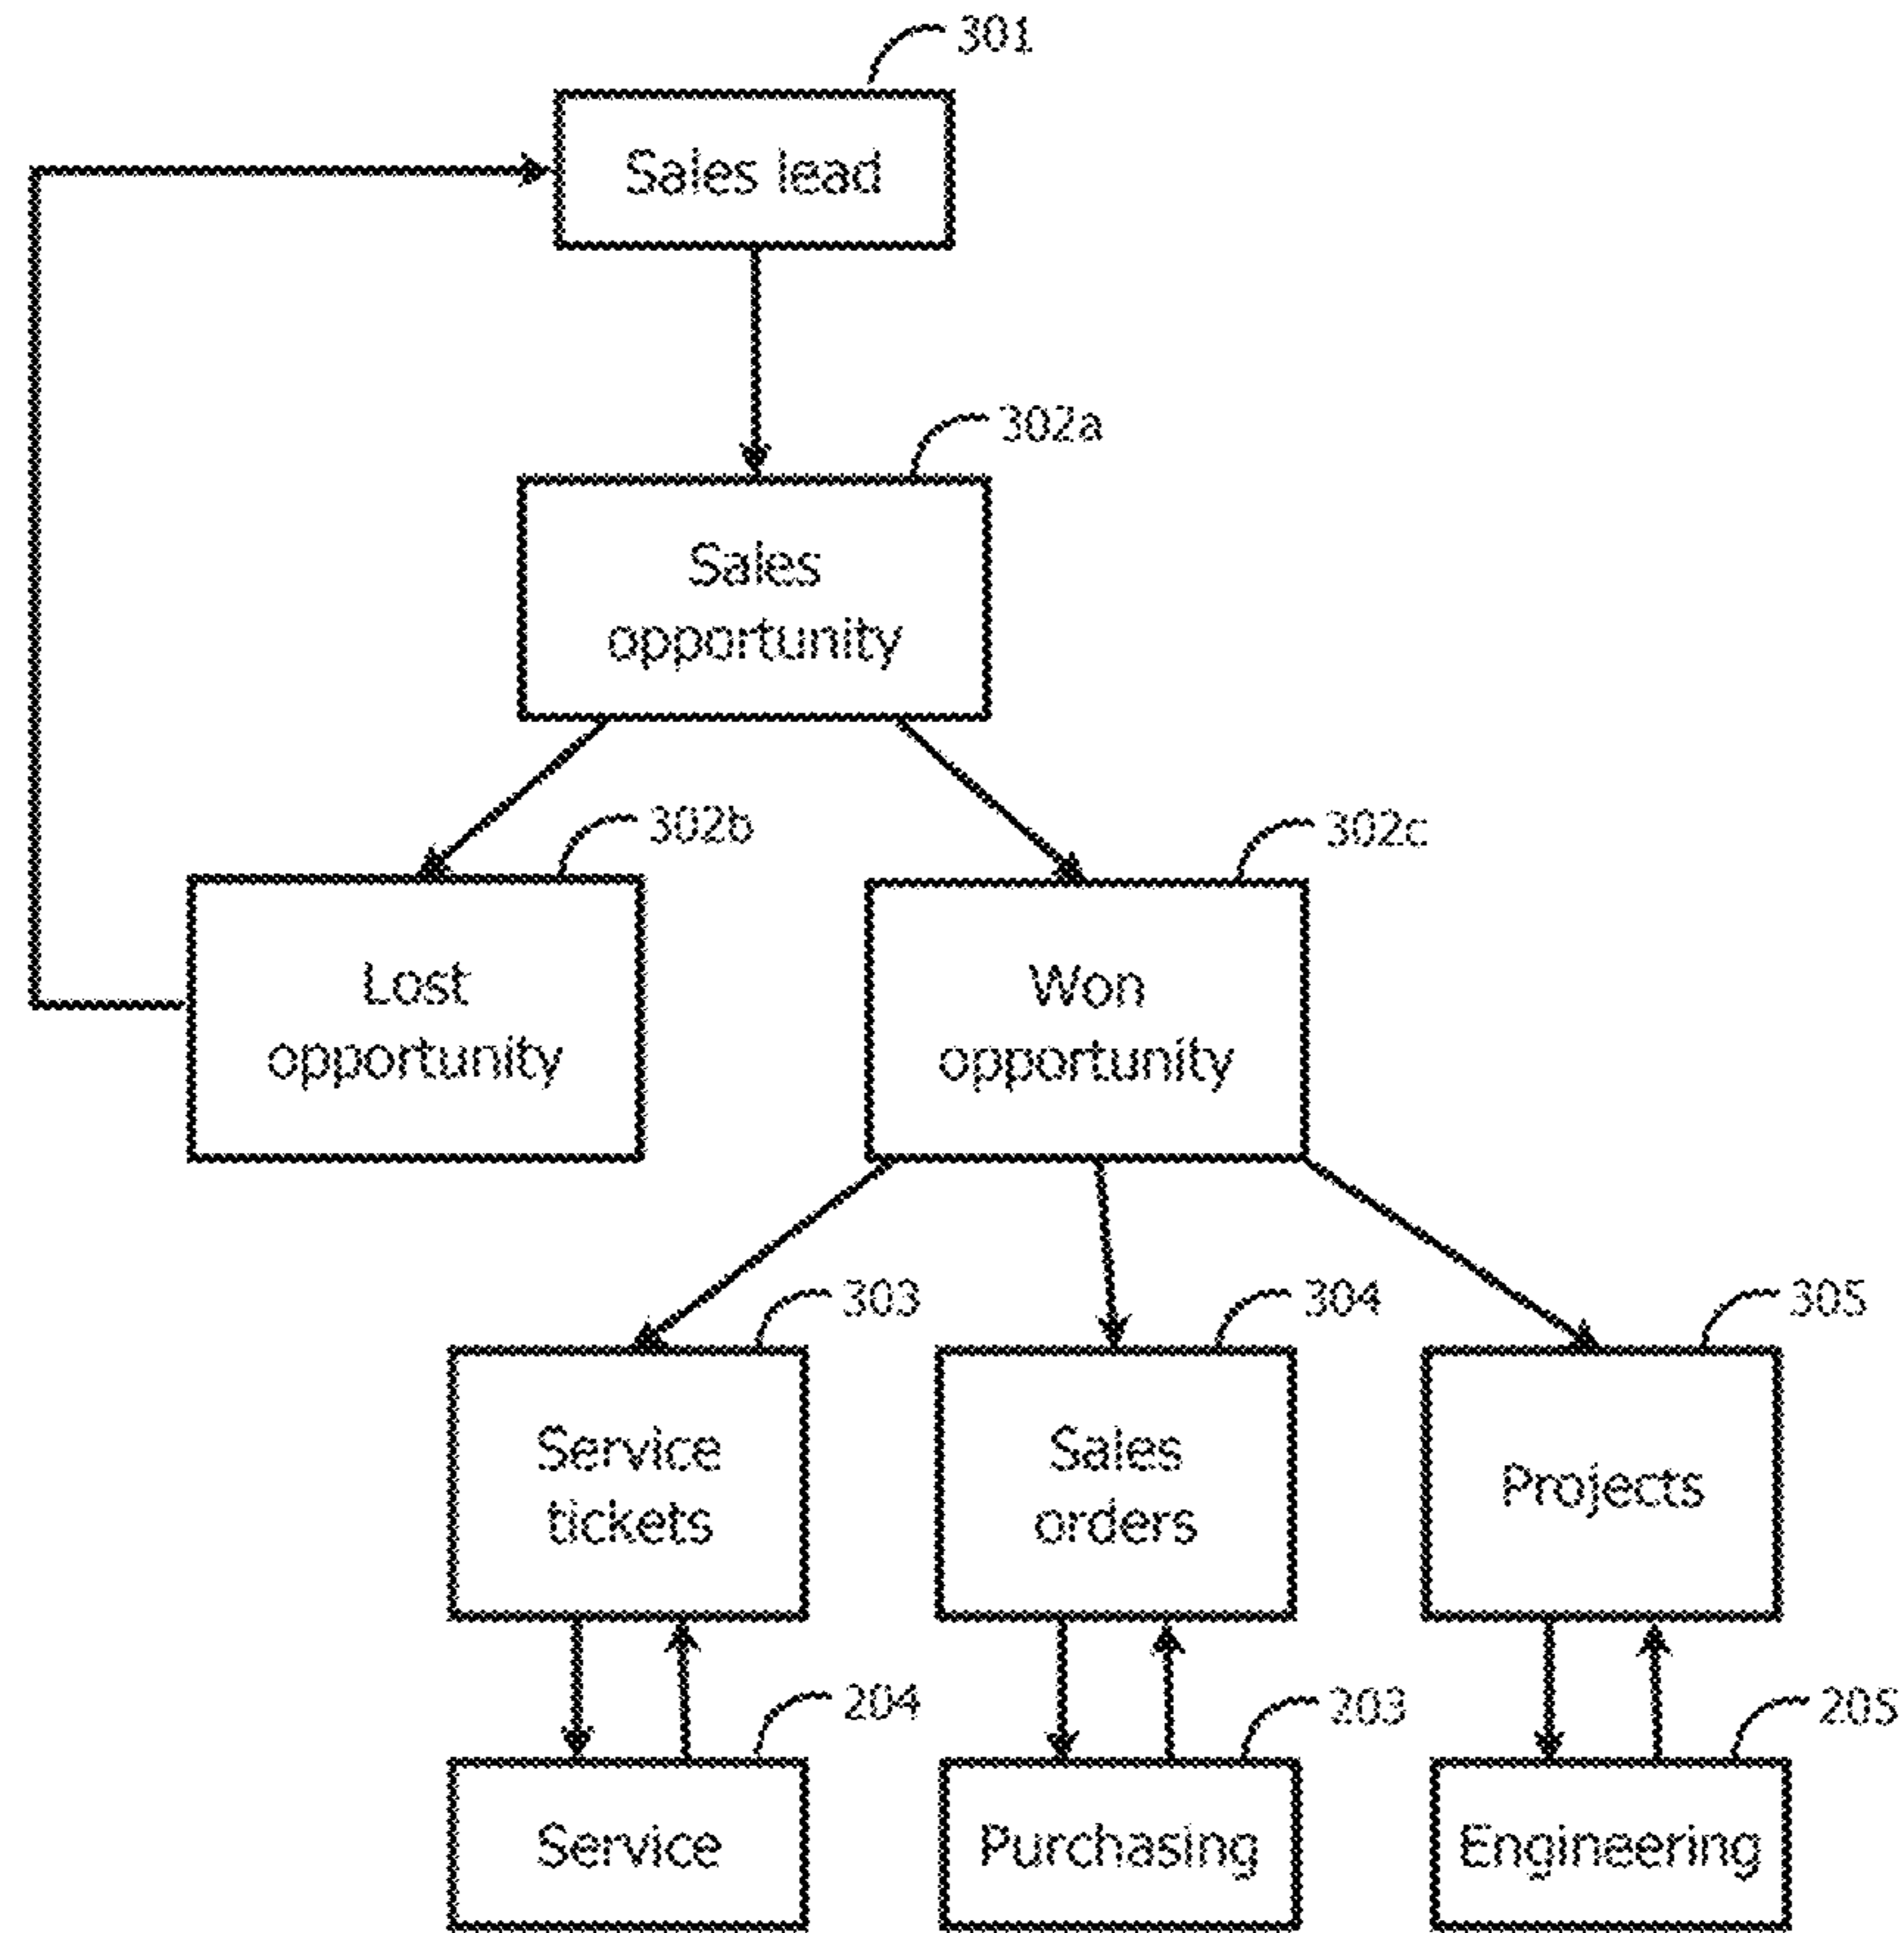 301
Sales lead
302a
Sales
opportunity
302b
302c
Lost
opportunity
Won
opportunity
303
304
305
Service
tickets
Sales
orders
Projects
204
203
205
Service
Purchasing
Engineering